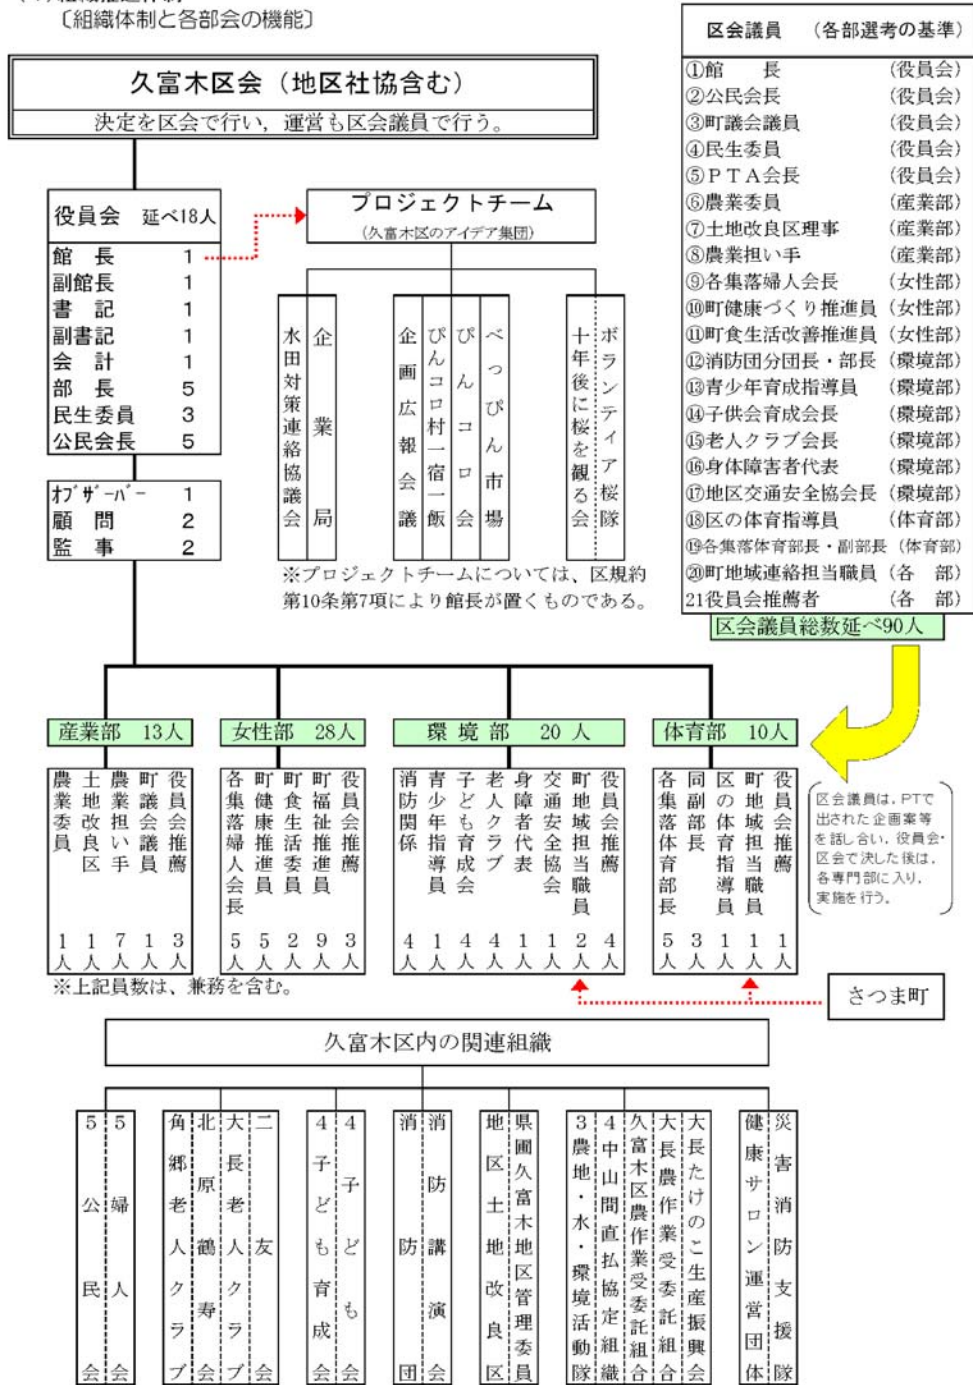 〔組織体制と各部会の機能〕
久富木区会（地区社協含む）
決定を区会で行い，運営も区会議員で行う。
役員会 延べ18人
館 長 1
副館長 1
書 記 1
副書記 1
会 計 1
部 長 5
民生委員 3
公民会長 5
ｵﾌﾞｻﾞｰﾊﾞｰ 1
顧 問 2
監 事 2
プロジェクトチーム
(久富木区のアイデア集団)
水田対策連絡協議会
企業局
企画広報会議
ぴんコロ村一宿一飯
ぴんコロ会
べっぴん市場
十年後に桜を観る会
ボランティア桜隊
※プロジェクトチームについては、区規約
第10条第7項により館長が置くものである。
区会議員 （各部選考の基準）
①館 長 (役員会)
②公民会長 (役員会)
③町議会議員 (役員会)
④民生委員 (役員会)
⑤ＰＴＡ会長 (役員会)
⑥農業委員 (産業部)
⑦土地改良区理事 (産業部)
⑧農業担い手 (産業部)
⑨各集落婦人会長 (女性部)
⑩町健康づくり推進員 (女性部)
⑪町食生活改善推進員 (女性部)
⑫消防団分団長・部長 (環境部)
⑬青少年育成指導員 (環境部)
⑭子供会育成会長 (環境部)
⑮老人クラブ会長 (環境部)
⑯身体障害者代表 (環境部)
⑰地区交通安全協会長 (環境部)
⑱区の体育指導員 (体育部)
⑲各集落体育部長・副部長 (体育部)
⑳町地域連絡担当職員 (各 部)
21役員会推薦者 (各 部)
区会議員総数延べ90人
産業部 13人
農業委員 1人
土地改良区 1人
農業担い手 7人
町議会議員 1人
役員会推薦 3人
女性部 28人
各集落婦人会長 5人
町健康推進員 5人
町食生活委員 2人
町福祉推進員 9人
役員会推薦 3人
環境部 20人
消防関係 4人
青少年指導員 1人
子ども育成会 4人
老人クラブ 4人
身障者代表 1人
交通安全協会 1人
町地域担当職員 2人
役員会推薦 4人
体育部 10人
各集落体育部長 5人
同副部長 3人
区の体育指導員 1人
町地域担当職員 1人
役員会推薦 1人
区会議員は，PTで
出された企画案等
を話し合い，役員会・
区会で決した後は，
各専門部に入り，
実施を行う。
※上記員数は、兼務を含む。
さつま町
久富木区内の関連組織
5公民会
5婦人会
角郷老人クラブ
北原鶴寿会
大長老人クラブ
二友会
4子ども育成会
4子ども会
消防団
消防講演会
地区土地改良区
県圃久富木地区管理委員
3農地・水・環境活動隊
4中山間直払協定組織
久富木区農作業受委託組合
大長農作業受委託組合
大長たけのこ生産振興会
健康サロン運営団体
災害消防支援隊